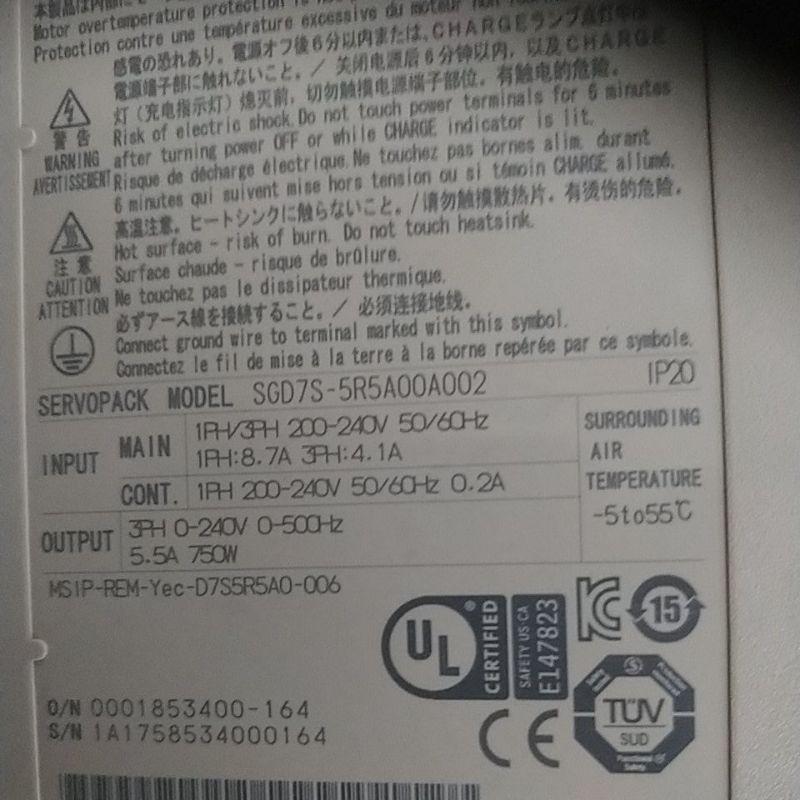 Motor overtemperature protection is
Protection contre une température excessive du moteur
感電の恐れあり。電源オフ後6分以内または、CHARGEランプ点灯中は
電源端子部に触れないこと。/ 关闭电源后6分钟以内，以及CHARGE
灯（充电指示灯）熄灭前，切勿触摸电源端子部位，有触电的危险。
Risk of electric shock. Do not touch power terminals for 6 minutes
after turning power OFF or while CHARGE indicator is lit.
Risque de décharge électrique. Ne touchez pas bornes alim. durant
6 minutes qui suivent mise hors tension ou si témoin CHARGE allumé.
警告
WARNING
AVERTISSEMENT
高温注意。ヒートシンクに触らないこと。/请勿触摸散热片，有烫伤的危险。
Hot surface - risk of burn. Do not touch heatsink.
Surface chaude - risque de brûlure.
Ne touchez pas le dissipateur thermique.
注意
CAUTION
ATTENTION
必ずアース線を接続すること。/ 必须连接地线。
Connect ground wire to terminal marked with this symbol.
Connectez le fil de mise à la terre à la borne repérée par ce symbole.
SERVOPACK MODEL SGD7S-5R5A00A002 IP20
INPUT
MAIN
1PH/3PH 200-240V 50/60Hz
1PH:8.7A 3PH:4.1A
CONT. 1PH 200-240V 50/60Hz 0.2A
SURROUNDING
AIR
TEMPERATURE
-5to55℃
OUTPUT
3PH 0-240V 0-500Hz
5.5A 750W
MSIP-REM-Yec-D7S5R5A0-006
UL ®
CERTIFIED
SAFETY US-CA
E147823
KC
15
CE
TÜV
SUD
Functional
Safety
O/N 0001853400-164
S/N 1A1758534000164